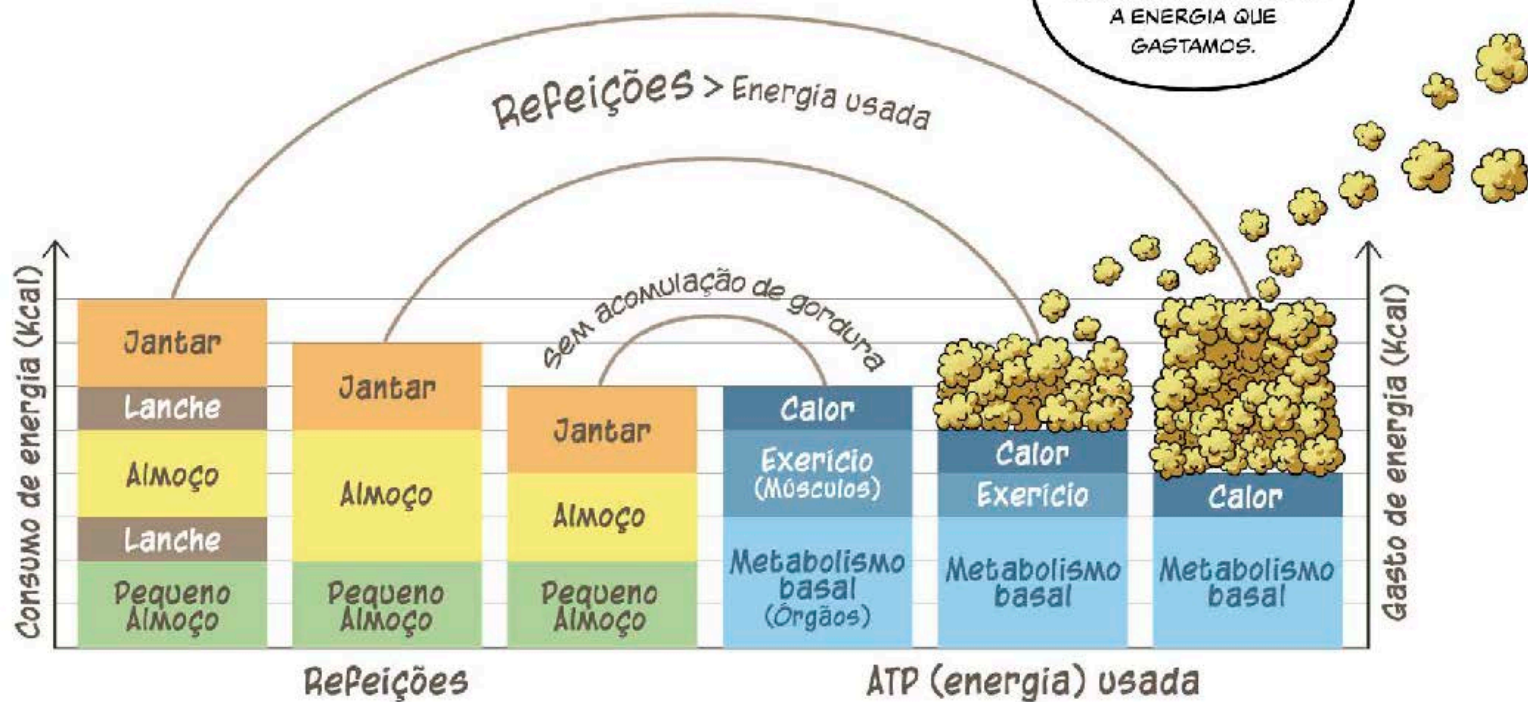 A ENERGIA QUE
GASTAMOS.
Refeições > Energia usada
Sem acomulação de gordura
Consumo de energia (Kcal)
Jantar
Lanche
Almoço
Lanche
Pequeno
Almoço
Jantar
Almoço
Pequeno
Almoço
Jantar
Almoço
Pequeno
Almoço
Calor
Exerício
(Músculos)
Metabolismo
basal
(Órgãos)
Calor
Exerício
Metabolismo
basal
Calor
Metabolismo
basal
Gasto de energia (Kcal)
Refeições
ATP (energia) usada